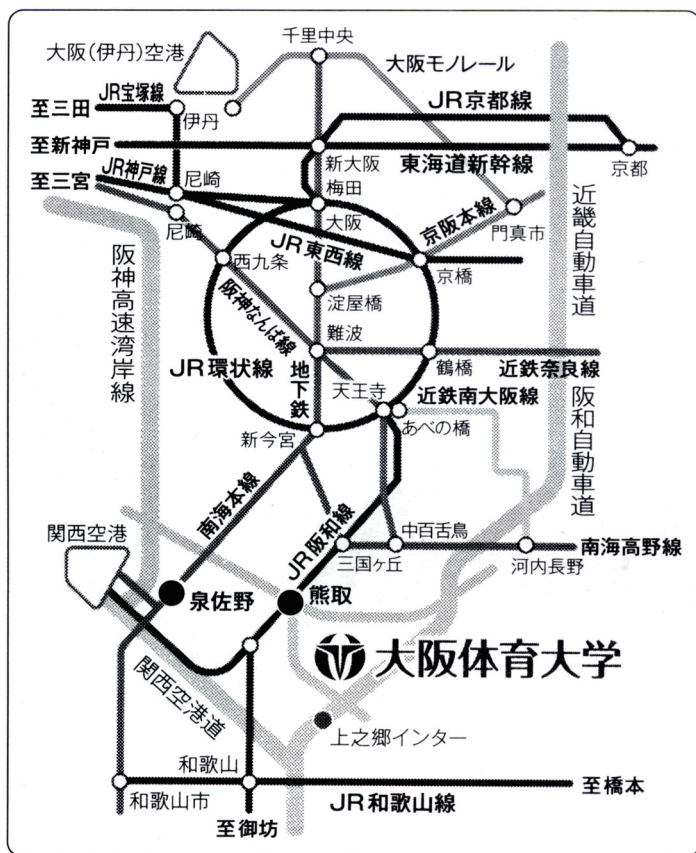 千里中央
大阪(伊丹)空港
大阪モノレール
JR宝塚線
JR京都線
至三田
伊丹
至新神戸
新大阪
東海道新幹線
京都
JR神戸線
至三宮
尼崎
梅田
尼崎
大阪
京阪本線
門真市
近畿自動車道
JR東西線
西九条
京橋
阪神高速湾岸線
阪神なんば線
淀屋橋
難波
JR環状線
地下鉄
鶴橋
近鉄奈良線
天王寺
近鉄南大阪線
阪和自動車道
あべの橋
新今宮
南海本線
JR阪和線
関西空港
中百舌鳥
三国ヶ丘
河内長野
南海高野線
泉佐野
熊取
大阪体育大学
関西空港道
上之郷インター
和歌山
和歌山市
JR和歌山線
至橋本
至御坊